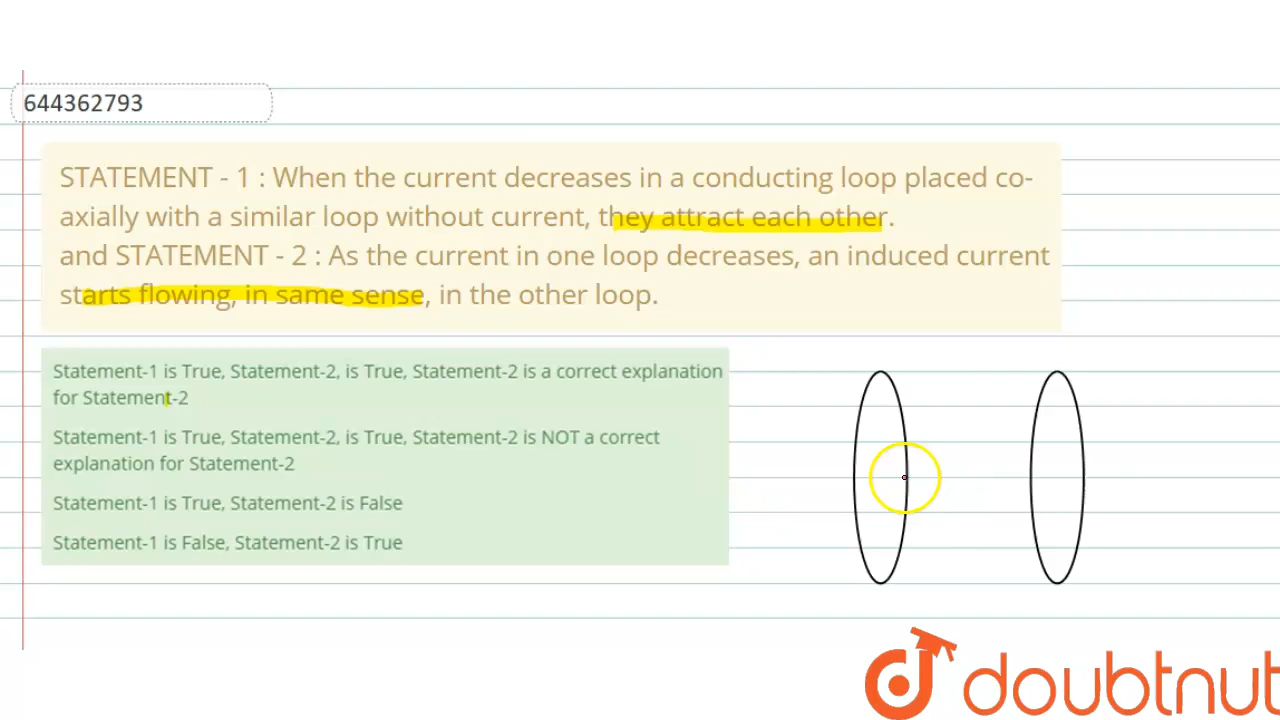 644362793
STATEMENT - 1 : When the current decreases in a conducting loop placed co-
axially with a similar loop without current, they attract each other.
and STATEMENT - 2 : As the current in one loop decreases, an induced current
starts flowing, in same sense, in the other loop.
Statement-1 is True, Statement-2, is True, Statement-2 is a correct explanation
for Statement-2
Statement-1 is True, Statement-2, is True, Statement-2 is NOT a correct
explanation for Statement-2
Statement-1 is True, Statement-2 is False
Statement-1 is False, Statement-2 is True
doubtnut